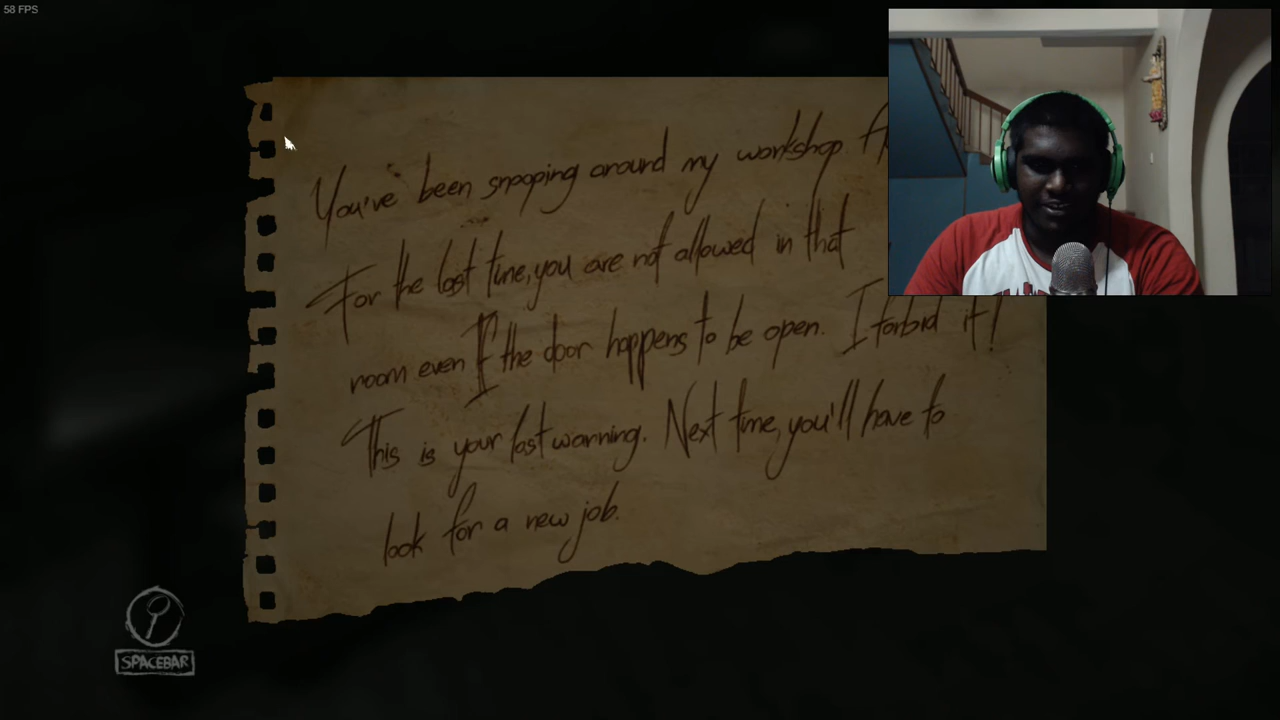 58 FPS
You've been snooping around my workshop.
For the last time, you are not allowed in that
room even If the door happens to be open. I forbid it!
This is your last warning. Next time, you'll have to
look for a new job.
SPACEBAR